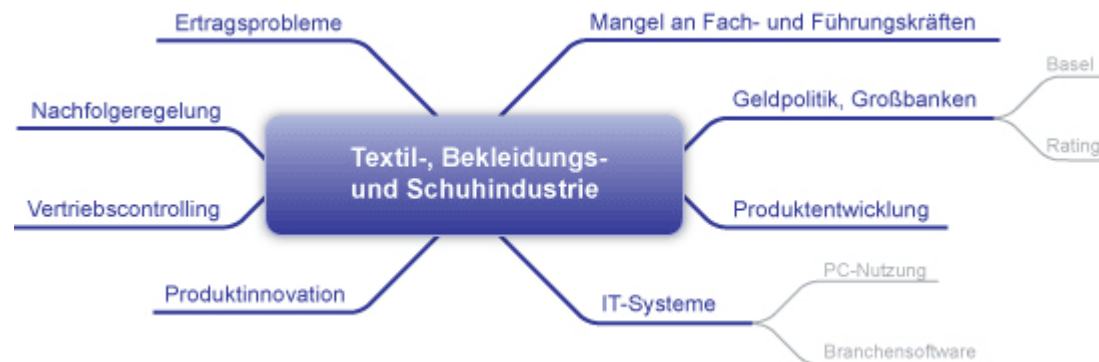 Ertragsprobleme
Mangel an Fach- und Führungskräften
Basel
Nachfolgeregelung
Geldpolitik, Großbanken
Rating
Textil-, Bekleidungs-
und Schuhindustrie
Vertriebscontrolling
Produktentwicklung
PC-Nutzung
Produktinnovation
IT-Systeme
Branchensoftware